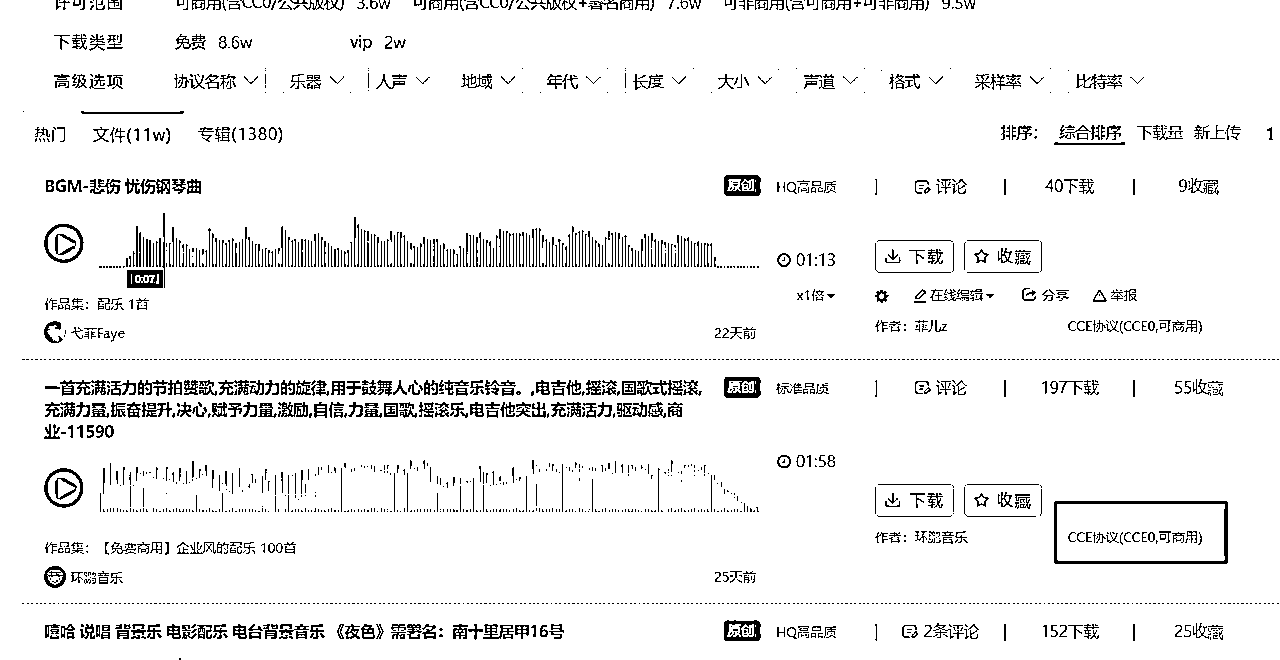 许可范围 可商用(含CC0/公共版权) 3.6w 可商用(含CC0/公共版权+署名商用) 7.6w 可非商用(含可商用+可非商用) 9.5w
下载类型 免费 8.6w vip 2w
高级选项 协议名称 乐器 人声 地域 年代 长度 大小 声道 格式 采样率 比特率
热门 文件(11w) 专辑(1380) 排序: 综合排序 下载量 新上传 1
BGM-悲伤 忧伤钢琴曲 原创 HQ高品质 | 评论 | 40下载 | 9收藏
01:13 下载 收藏
[0:07]
x1倍 在线编辑 分享 举报
作品集: 配乐 1首
弋菲Faye 22天前 作者: 菲儿z CCE协议(CCE0,可商用)
一首充满活力的节拍赞歌,充满动力的旋律,用于鼓舞人心的纯音乐铃音。,电吉他,摇滚,国歌式摇滚, 原创 标准品质 | 评论 | 197下载 | 55收藏
充满力量,振奋提升,决心,赋予力量,激励,自信,力量,国歌,摇滚乐,电吉他突出,充满活力,驱动感,商
业-11590
01:58
下载 收藏
作者: 环鹦音乐 CCE协议(CCE0,可商用)
作品集: 【免费商用】企业风的配乐 100首
环鹦音乐 25天前
嘻哈 说唱 背景乐 电影配乐 电台背景音乐 《夜色》需署名: 南十里居甲16号 原创 HQ高品质 | 2条评论 | 152下载 | 25收藏